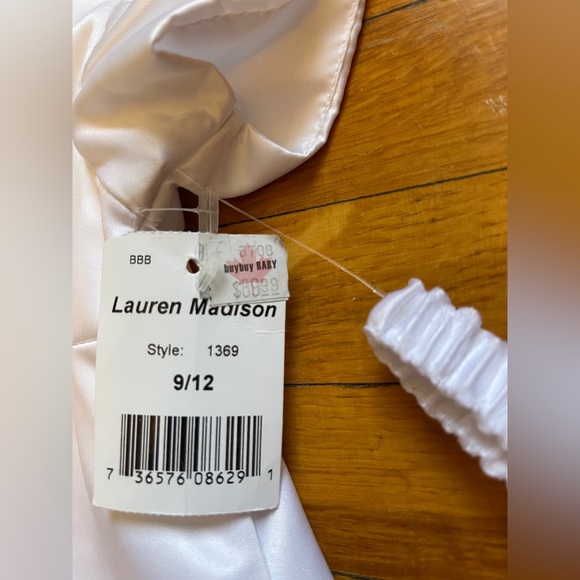 BBB
buybuy BABY
Lauren Madison
Style: 1369
9/12
7 36576 08629 1